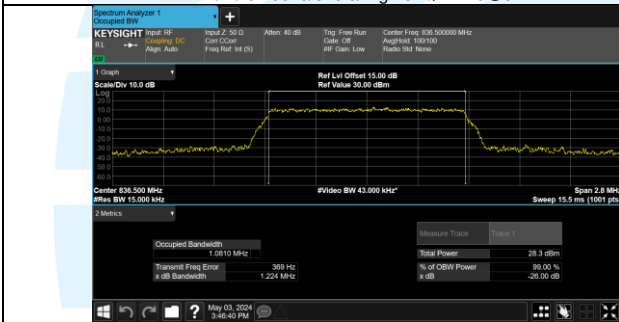 Spectrum Analyzer 1
Occupied BW
+
KEYSIGHT Input: RF Input Z: 50 Ω Atten: 40 dB Trig: Free Run Center Freq: 836.500000 MHz
R L Coupling: DC Corr CCorr Gate: Off Avg|Hold: 100/100
Align: Auto Freq Ref: Int (S) #IF Gain: Low Radio Std: None
1 Graph
Ref Lvl Offset 15.00 dB
Scale/Div 10.0 dB Ref Value 30.00 dBm
Log
20.0
10.0
0.00
-10.0
-20.0
-30.0
-40.0
-50.0
-60.0
Center 836.500 MHz #Video BW 43.000 kHz* Span 2.8 MHz
#Res BW 15.000 kHz Sweep 15.5 ms (1001 pts)
2 Metrics
Measure Trace Trace 1
Occupied Bandwidth
1.0810 MHz Total Power 28.3 dBm
Transmit Freq Error 369 Hz % of OBW Power 99.00 %
x dB Bandwidth 1.224 MHz x dB -26.00 dB
?
May 03, 2024
3:46:40 PM